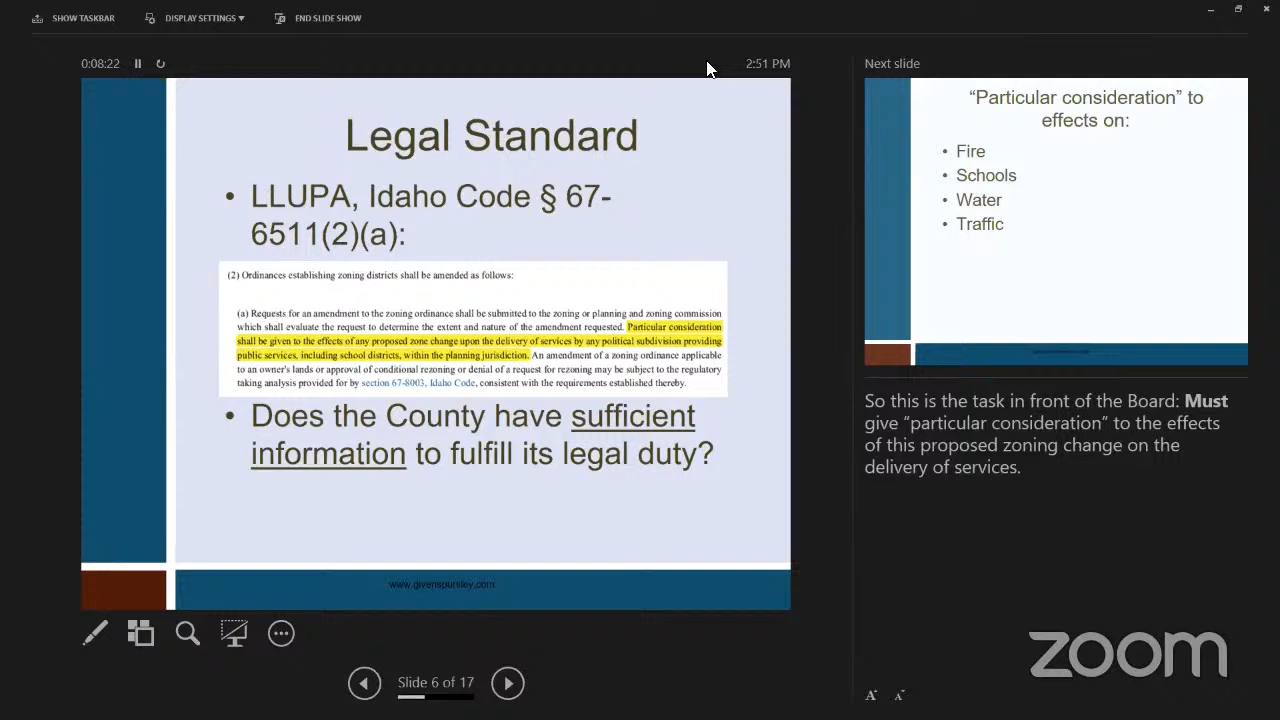 SHOW TASKBAR
DISPLAY SETTINGS ▼
END SLIDE SHOW
0:08:22
2:51 PM
Legal Standard
• LLUPA, Idaho Code § 67-
6511(2)(a):
(2) Ordinances establishing zoning districts shall be amended as follows:
(a) Requests for an amendment to the zoning ordinance shall be submitted to the zoning or planning and zoning commission
which shall evaluate the request to determine the extent and nature of the amendment requested. Particular consideration
shall be given to the effects of any proposed zone change upon the delivery of services by any political subdivision providing
public services, including school districts, within the planning jurisdiction. An amendment of a zoning ordinance applicable
to an owner's lands or approval of conditional rezoning or denial of a request for rezoning may be subject to the regulatory
taking analysis provided for by section 67-8003, Idaho Code, consistent with the requirements established thereby.
• Does the County have sufficient
information to fulfill its legal duty?
www.givenspursley.com
Slide 6 of 17
Next slide
“Particular consideration” to
effects on:
• Fire
• Schools
• Water
• Traffic
So this is the task in front of the Board: Must
give “particular consideration” to the effects
of this proposed zoning change on the
delivery of services.
A A
zoom